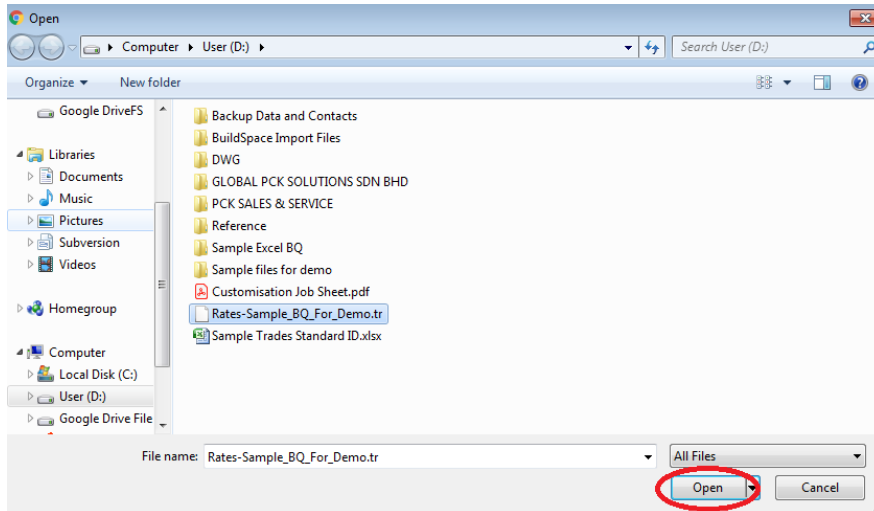 Open
Computer User (D:)
Search User (D:)
Organize New folder
Google DriveFS
Libraries
Documents
Music
Pictures
Subversion
Videos
Homegroup
Computer
Local Disk (C:)
User (D:)
Google Drive File
Backup Data and Contacts
BuildSpace Import Files
DWG
GLOBAL PCK SOLUTIONS SDN BHD
PCK SALES & SERVICE
Reference
Sample Excel BQ
Sample files for demo
Customisation Job Sheet.pdf
Rates-Sample_BQ_For_Demo.tr
Sample Trades Standard ID.xlsx
File name: Rates-Sample_BQ_For_Demo.tr All Files
Open Cancel